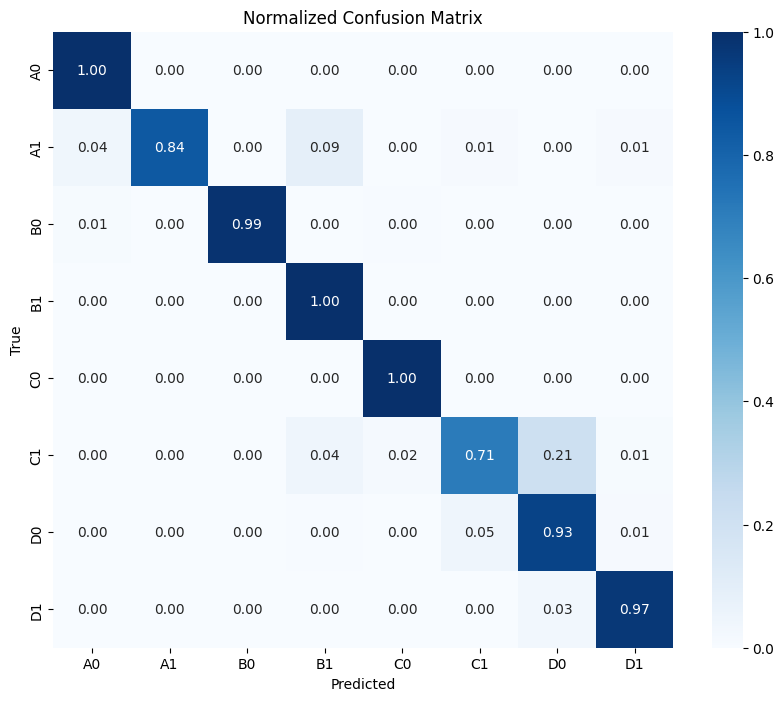 Normalized Confusion Matrix
A0 1.00 0.00 0.00 0.00 0.00 0.00 0.00 0.00
A1 0.04 0.84 0.00 0.09 0.00 0.01 0.00 0.01
B0 0.01 0.00 0.99 0.00 0.00 0.00 0.00 0.00
B1 0.00 0.00 0.00 1.00 0.00 0.00 0.00 0.00
C0 0.00 0.00 0.00 0.00 1.00 0.00 0.00 0.00
C1 0.00 0.00 0.00 0.04 0.02 0.71 0.21 0.01
D0 0.00 0.00 0.00 0.00 0.00 0.05 0.93 0.01
D1 0.00 0.00 0.00 0.00 0.00 0.00 0.03 0.97
A0 A1 B0 B1 C0 C1 D0 D1
Predicted
True
1.0
0.8
0.6
0.4
0.2
0.0